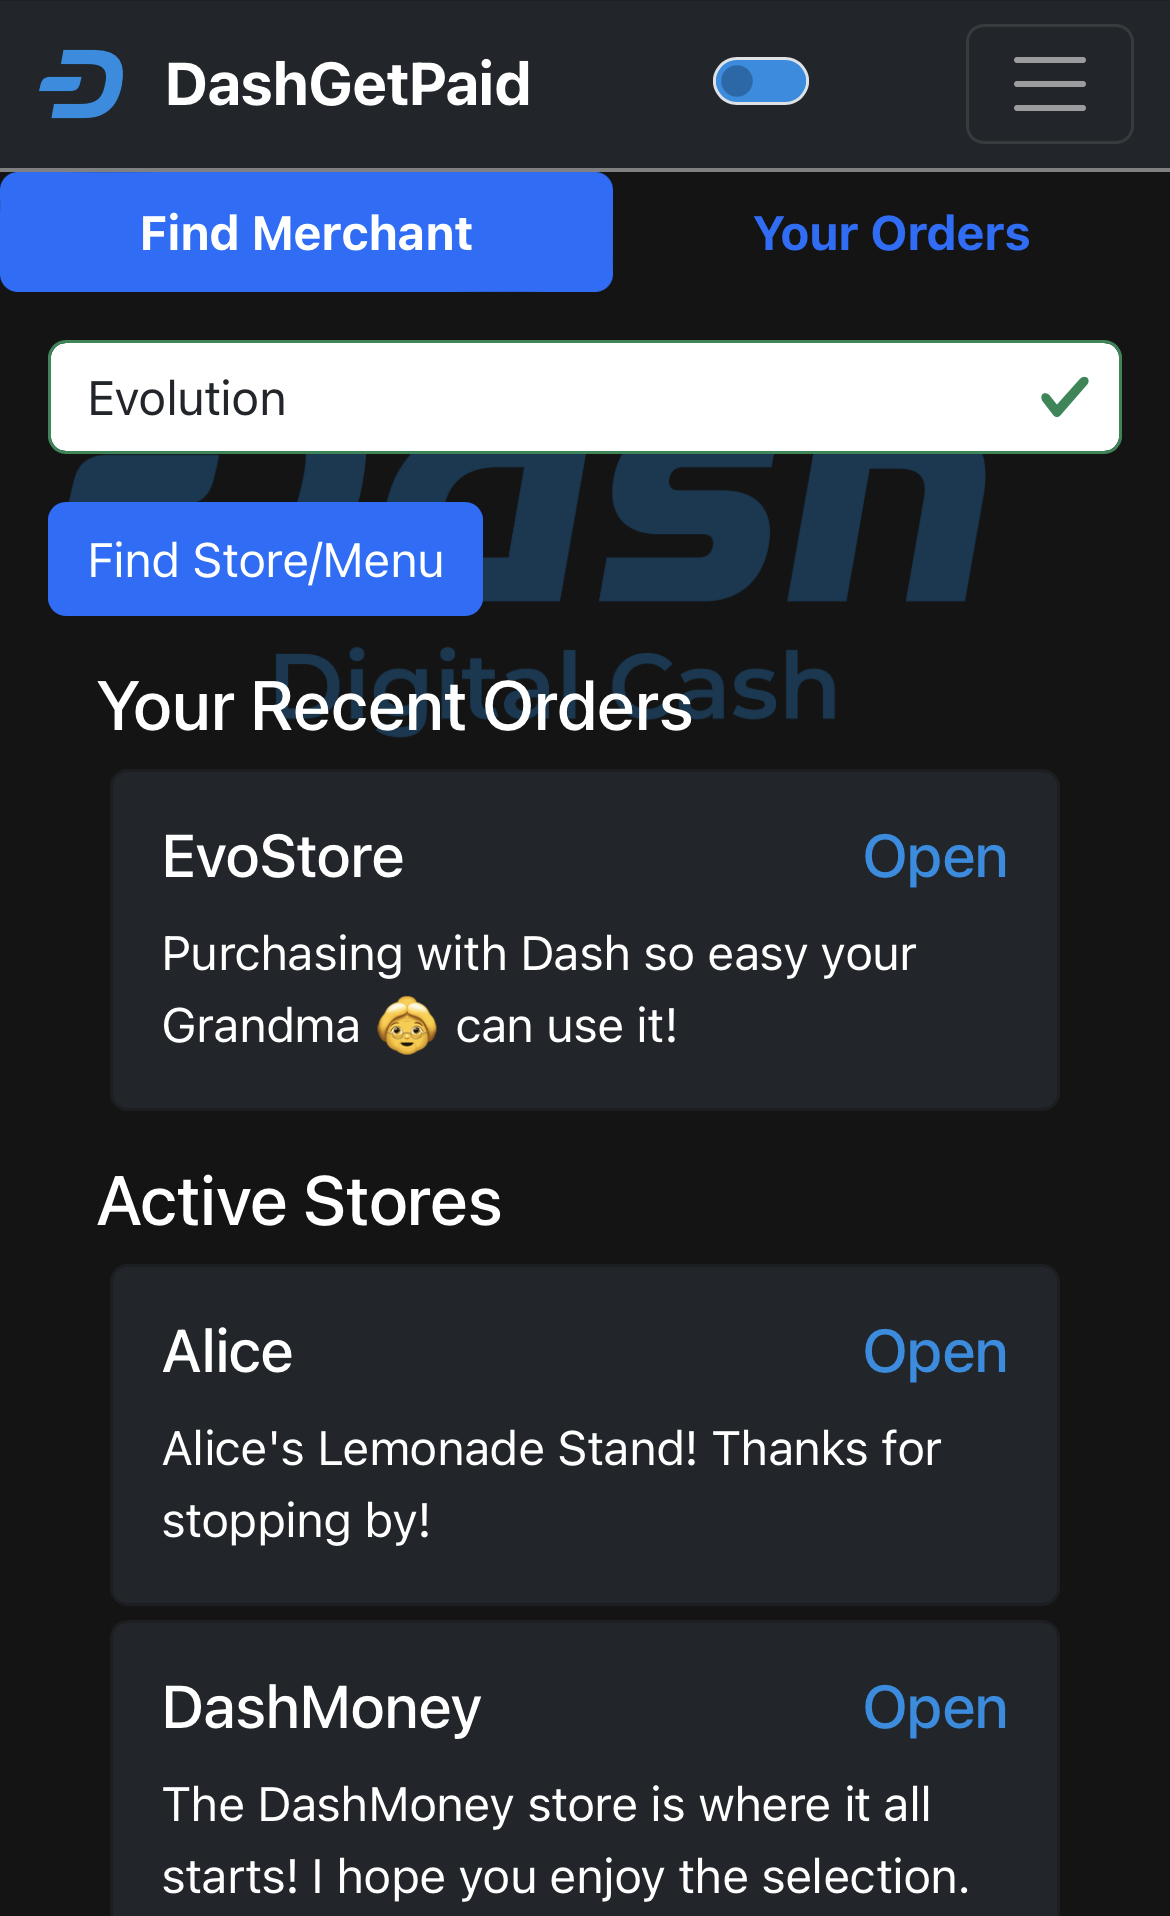 DashGetPaid
Find Merchant
Your Orders
Evolution
Dash
Find Store/Menu
Digital Cash
Your Recent Orders
EvoStore
Open
Purchasing with Dash so easy your
Grandma 👵 can use it!
Active Stores
Alice
Open
Alice's Lemonade Stand! Thanks for
stopping by!
DashMoney
Open
The DashMoney store is where it all
starts! I hope you enjoy the selection.